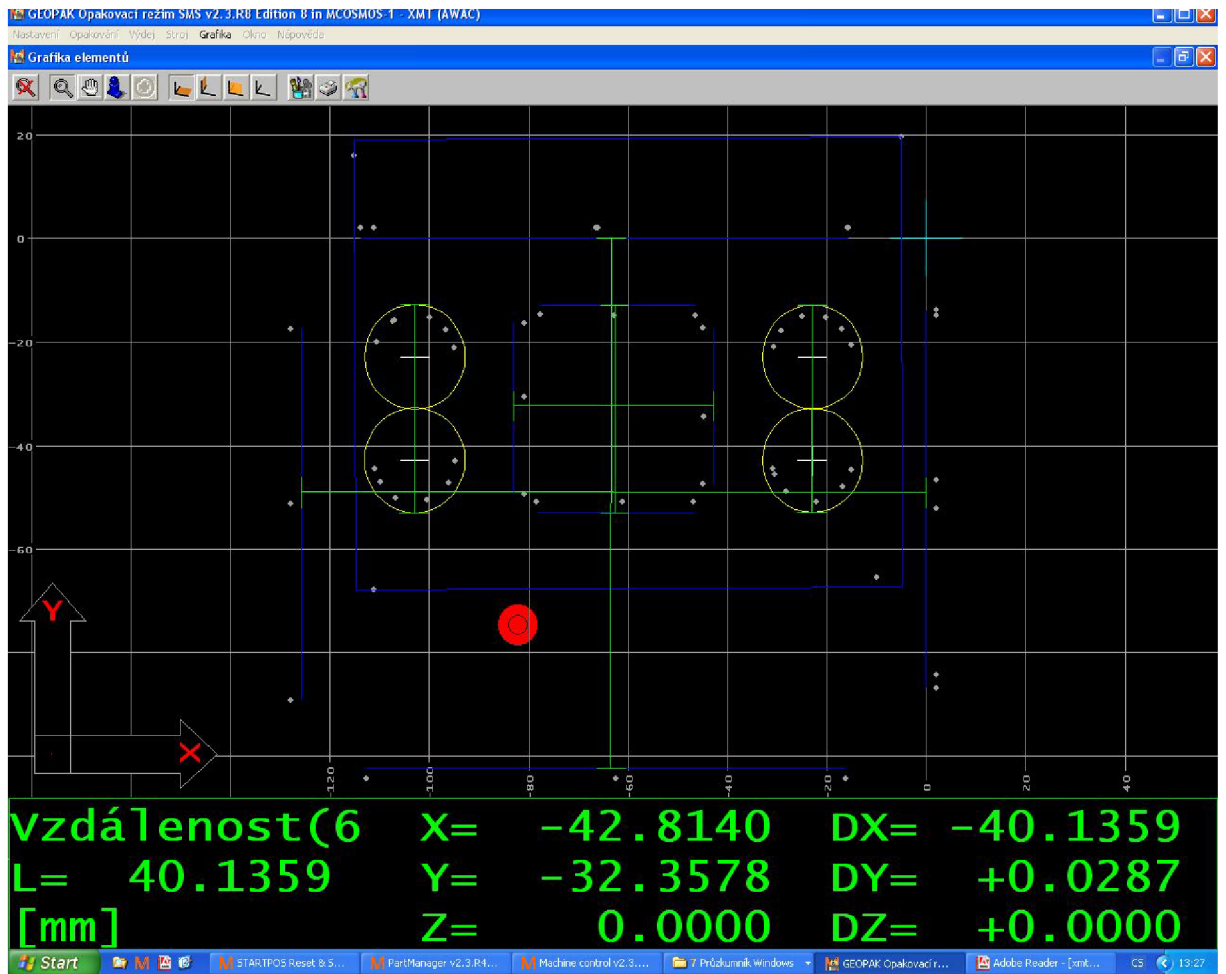 GEOPAK Opakovací režim SMS v2.3.R8 Edition 8 in MCOSMOS-1 - XMT (AWAC)
Nastavení Opakování Výdej Stroj Grafika Okno Nápověda
Grafika elementů
20
0
-20
-40
-60
Y
X
-120 -100 -80 -60 -40 -20 0 20 40
Vzdálenost(6 X= -42.8140 DX= -40.1359
L= 40.1359 Y= -32.3578 DY= +0.0287
[mm] Z= 0.0000 DZ= +0.0000
Start STARTPOS Reset & S... PartManager v2.3.R4... Machine control v2.3.... 7 Průzkumník Windows GEOPAK Opakovací r... Adobe Reader - [xmt... CS 13:27